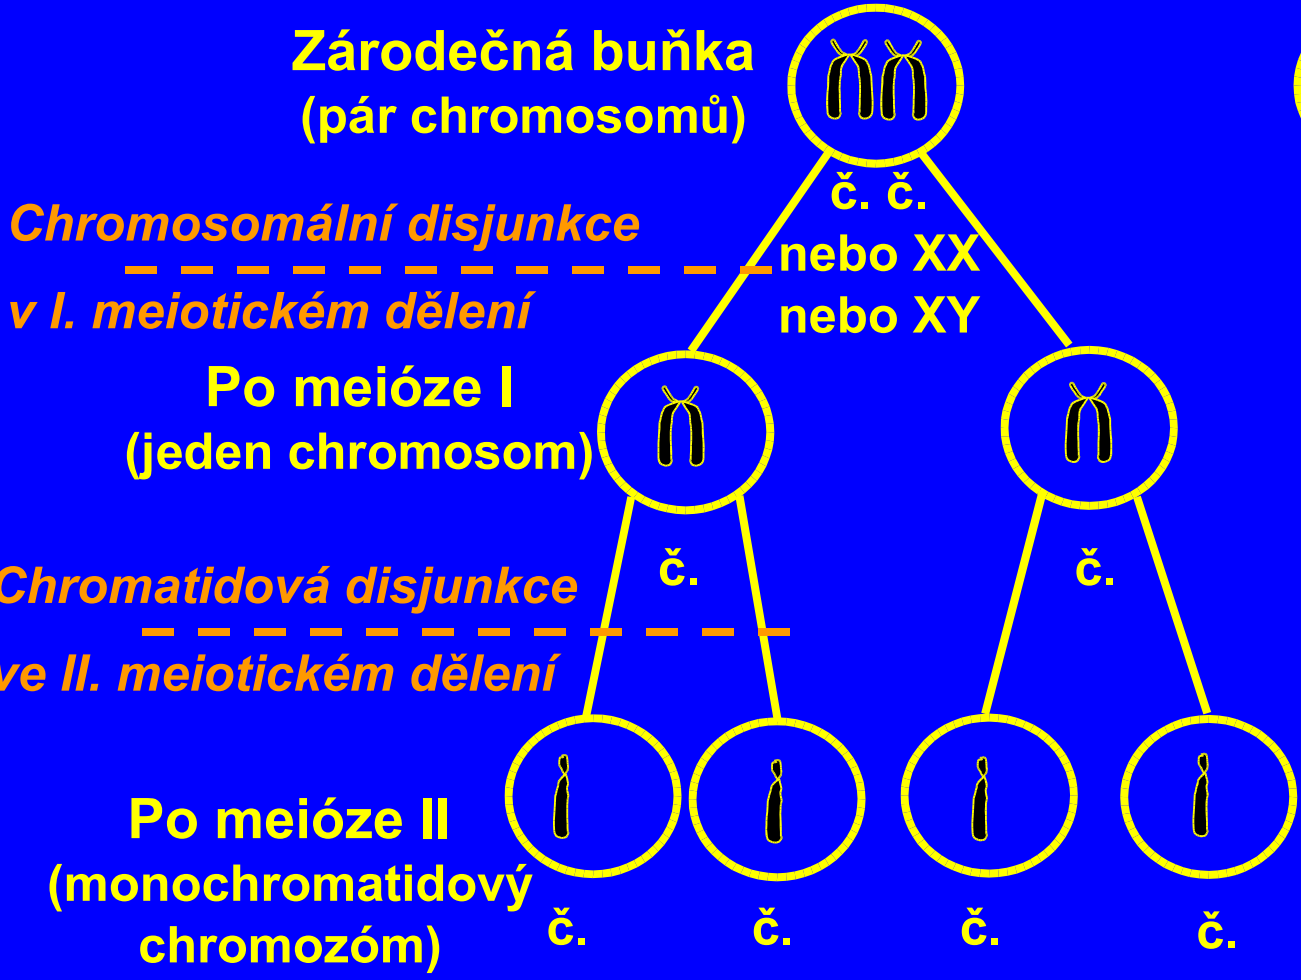 Zárodečná buňka
(pár chromosomů)
č. č.
nebo XX
nebo XY
Chromosomální disjunkce
v I. meiotickém dělení
Po meióze I
(jeden chromosom)
č.
č.
Chromatidová disjunkce
ve II. meiotickém dělení
Po meióze II
(monochromatidový
chromozóm)
č.
č.
č.
č.